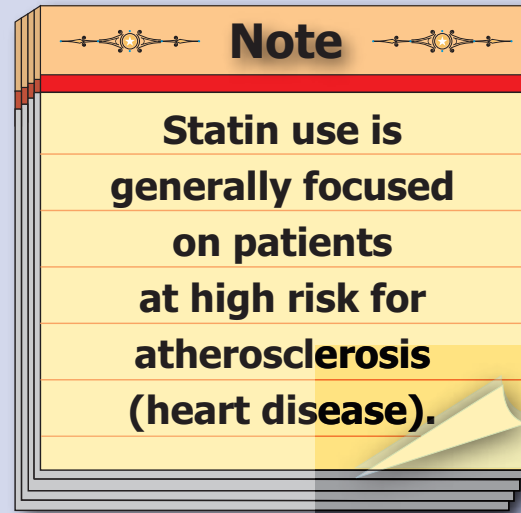 Note
Statin use is
generally focused
on patients
at high risk for
atherosclerosis
(heart disease).